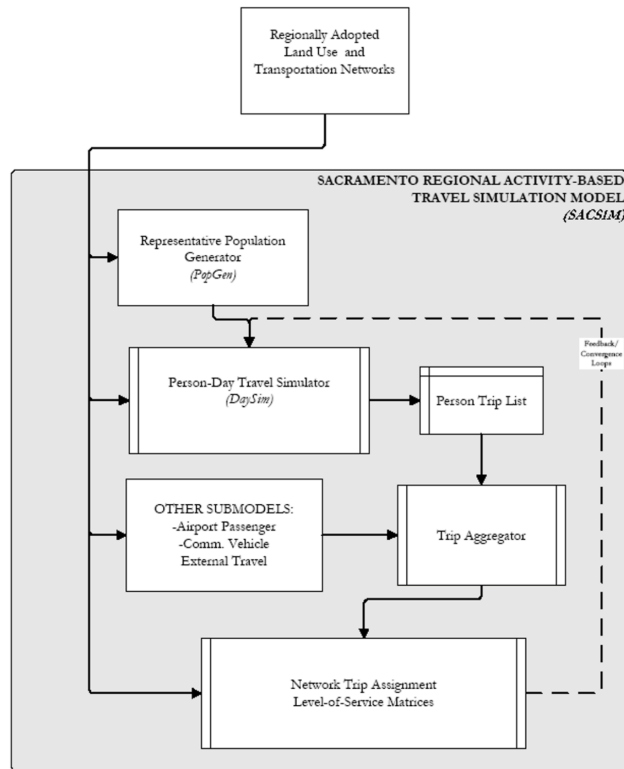 Regionally Adopted
Land Use and
Transportation Networks
SACRAMENTO REGIONAL ACTIVITY-BASED
TRAVEL SIMULATION MODEL
(SACSIM)
Representative Population
Generator
(PopGen)
Feedback/
Convergence
Loops
Person-Day Travel Simulator
(DaySim)
Person Trip List
OTHER SUBMODELS:
-Airport Passenger
-Comm. Vehicle
External Travel
Trip Aggregator
Network Trip Assignment
Level-of-Service Matrices